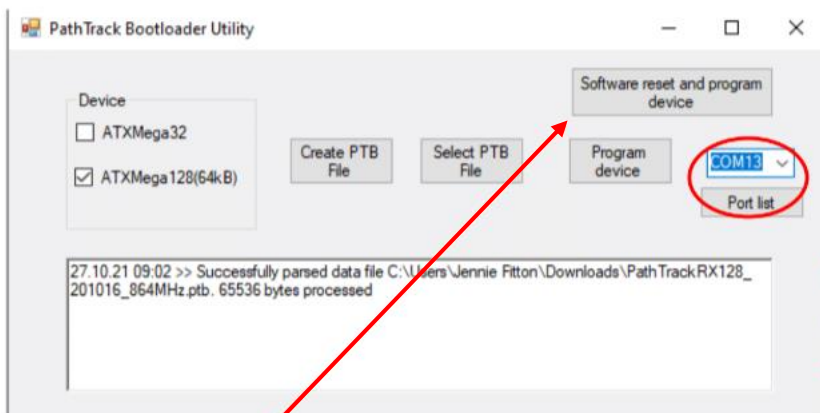 PathTrack Bootloader Utility
Device
ATXMega32
ATXMega128(64kB)
Create PTB
File
Select PTB
File
Software reset and program
device
Program
device
COM13
Port list
27.10.21 09:02 >> Successfully parsed data file C:\Users\Jennie Fitton\Downloads\PathTrackRX128_
201016_864MHz.ptb. 65536 bytes processed